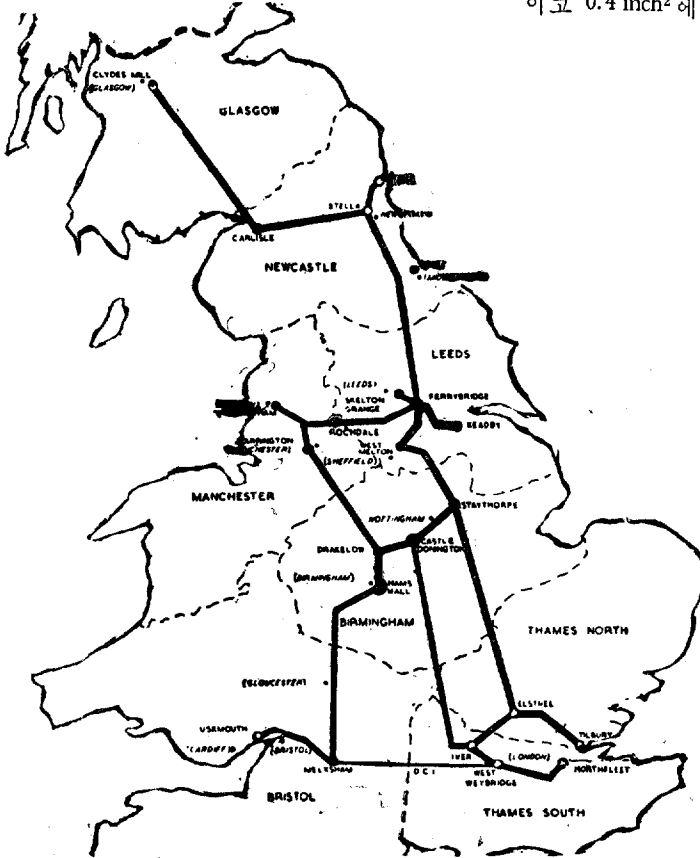 이고 0.4 inch² 에
CLYDES MILL
(GLASGOW)
GLASGOW
STELLA
CARLISLE
NEWCASTLE
LEEDS
(LEEDS)
SKELTON
GRANGE
FERRYBRIDGE
ROCHDALE
KEADBY
WEST
MELTON
(SHEFFIELD)
MANCHESTER
STAYTHORPE
NOTTINGHAM
CASTLE
DONINGTON
DRAKELOW
(BIRMINGHAM)
HAMS
HALL
BIRMINGHAM
THAMES NORTH
(GLOUCESTER)
ELSTREE
USKMOUTH
(CARDIFF)
(BRISTOL)
TILBURY
IVER
(LONDON)
MELKSHAM
WEST
WEYBRIDGE
NORTHFLEET
BRISTOL
THAMES SOUTH